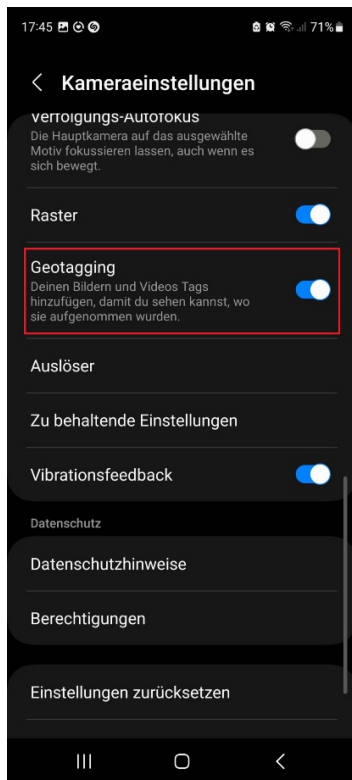 17:45
71%
Kameraeinstellungen
Verfolgungs-Autofokus
Die Hauptkamera auf das ausgewählte
Motiv fokussieren lassen, auch wenn es
sich bewegt.
Raster
Geotagging
Deinen Bildern und Videos Tags
hinzufügen, damit du sehen kannst, wo
sie aufgenommen wurden.
Auslöser
Zu behaltende Einstellungen
Vibrationsfeedback
Datenschutz
Datenschutzhinweise
Berechtigungen
Einstellungen zurücksetzen